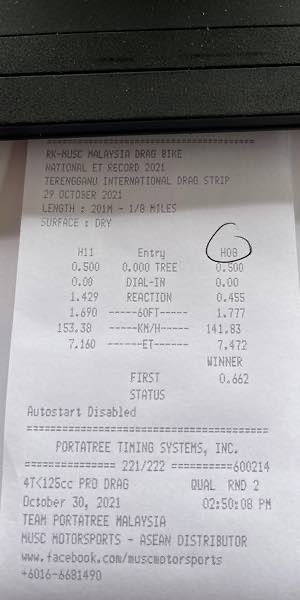 RK-MUSC MALAYSIA DRAG BIKE
NATIONAL ET RECORD 2021
TERENGGANU INTERNATIONAL DRAG STRIP
29 OCTOBER 2021
LENGTH : 201M - 1/8 MILES
SURFACE : DRY
H11 Entry H08
0.500 0.000 TREE 0.500
0.00 DIAL-IN 0.00
1.429 REACTION 0.455
1.690 ------60FT----- 1.777
153.38 ------KM/H----- 141.83
7.160 ------ET----- 7.472
WINNER
FIRST 0.662
STATUS
Autostart Disabled
========================================
PORTATREE TIMING SYSTEMS, INC.
=============== 221/222 ==========600214
4T<125cc PRO DRAG QUAL RND 2
October 30, 2021 02:50:08 PM
TEAM PORTATREE MALAYSIA
MUSC MOTORSPORTS - ASEAN DISTRIBUTOR
www.facebook.com/muscmotorsports
+6016-6681490